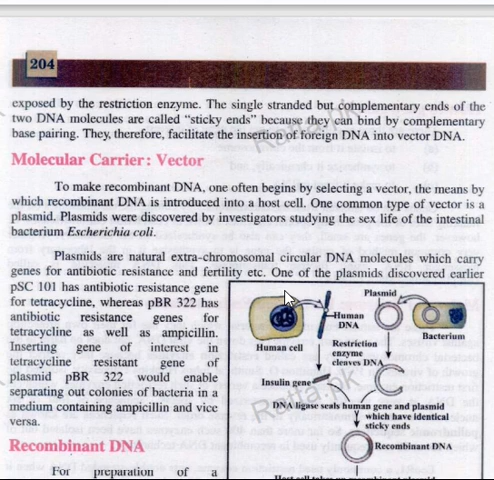 204
exposed by the restriction enzyme. The single stranded but complementary ends of the
two DNA molecules are called "sticky ends" because they can bind by complementary
base pairing. They, therefore, facilitate the insertion of foreign DNA into vector DNA.
Molecular Carrier: Vector
To make recombinant DNA, one often begins by selecting a vector, the means by
which recombinant DNA is introduced into a host cell. One common type of vector is a
plasmid. Plasmids were discovered by investigators studying the sex life of the intestinal
bacterium Escherichia coli.
Plasmids are natural extra-chromosomal circular DNA molecules which carry
genes for antibiotic resistance and fertility etc. One of the plasmids discovered earlier
pSC 101 has antibiotic resistance gene
for tetracycline, whereas pBR 322 has
antibiotic resistance genes for
tetracycline as well as ampicillin.
Inserting gene of interest in
tetracycline resistant gene of
plasmid pBR 322 would enable
separating out colonies of bacteria in a
medium containing ampicillin and vice
versa.
Recombinant DNA
For preparation of a
Plasmid
Human
DNA
Human cell
Bacterium
Restriction
enzyme
cleaves DNA
Insulin gene
DNA ligase seals human gene and plasmid
which have identical
sticky ends
Recombinant DNA
Host cell takes up recombinant plasmid
Ratta.pk
Ratta.pk